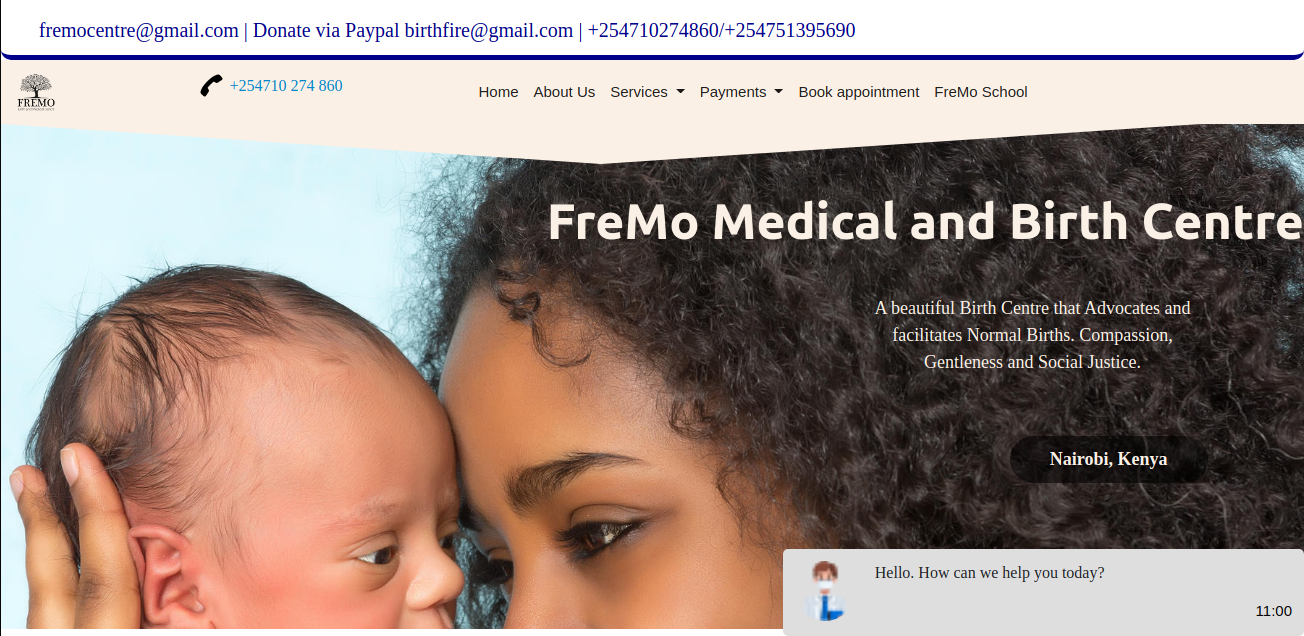 fremocentre@gmail.com | Donate via Paypal birthfire@gmail.com | +254710274860/+254751395690
FREMO
+254710 274 860
Home About Us Services Payments Book appointment FreMo School
FreMo Medical and Birth Centre
A beautiful Birth Centre that Advocates and
facilitates Normal Births. Compassion,
Gentleness and Social Justice.
Nairobi, Kenya
Hello. How can we help you today?
11:00